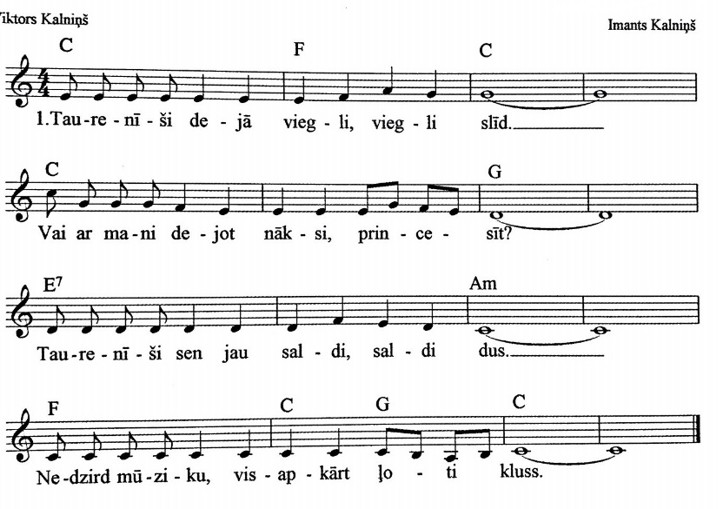 Viktors Kalniņš
Imants Kalniņš
C F C
4
4
1.Tau-re-nī-ši de-jā vieg-li, vieg-li slīd.
C G
Vai ar ma-ni de-jot nāk-si, prin-ce-sīt?
E7 Am
Tau-re-nī-ši sen jau sal-di, sal-di dus.
F C G C
Ne-dzird mū-zi-ku, vis-ap-kārt ļo-ti kluss.